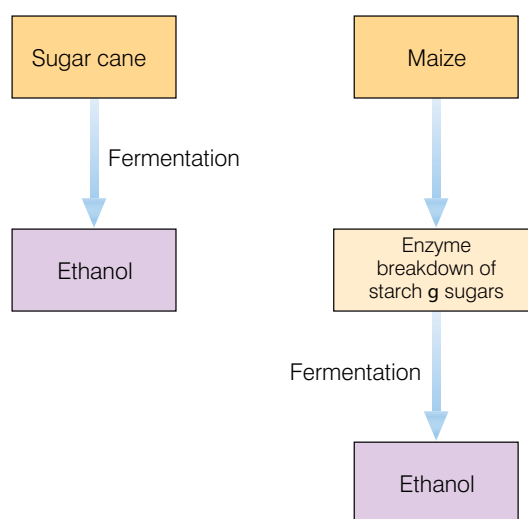 Sugar cane
Maize
Fermentation
Ethanol
Enzyme
breakdown of
starch g sugars
Fermentation
Ethanol